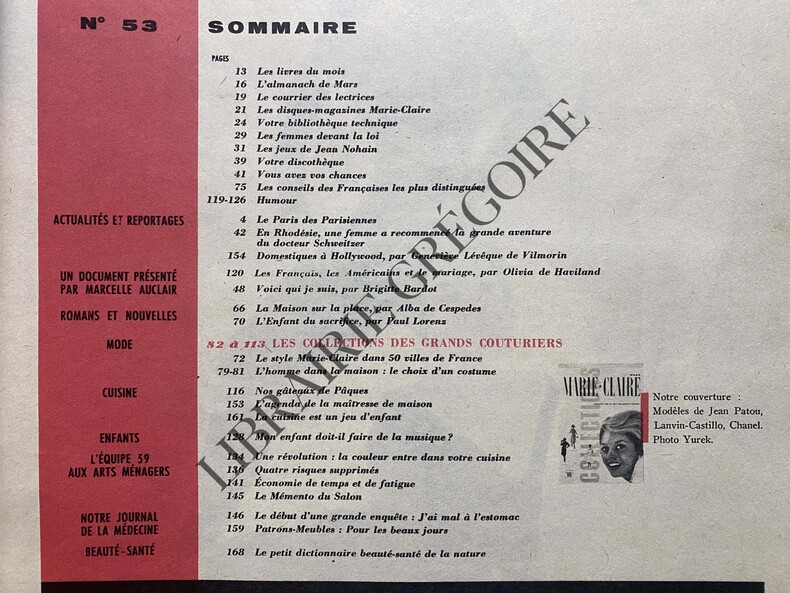 N° 53 SOMMAIRE
PAGES
13 Les livres du mois
16 L'almanach de Mars
19 Le courrier des lectrices
21 Les disques-magazines Marie-Claire
24 Votre bibliothèque technique
29 Les femmes devant la loi
31 Les jeux de Jean Nohain
39 Votre discothèque
41 Vous avez vos chances
75 Les conseils des Françaises les plus distinguées
119-126 Humour
ACTUALITÉS ET REPORTAGES 4 Le Paris des Parisiennes
42 En Rhodésie, une femme a recommencé la grande aventure
du docteur Schweitzer
154 Domestiques à Hollywood, par Geneviève Lévêque de Vilmorin
UN DOCUMENT PRÉSENTÉ 120 Les Français, les Américains et le mariage, par Olivia de Haviland
PAR MARCELLE AUCLAIR 48 Voici qui je suis, par Brigitte Bardot
ROMANS ET NOUVELLES 66 La Maison sur la place, par Alba de Cespedes
70 L'Enfant du sacrifice, par Paul Lorenz
MODE 82 à 113 LES COLLECTIONS DES GRANDS COUTURIERS
72 Le style Marie-Claire dans 50 villes de France
79-81 L'homme dans la maison : le choix d'un costume
CUISINE 116 Nos gâteaux de Pâques
153 L'agenda de la maîtresse de maison
161 La cuisine est un jeu d'enfant
ENFANTS 128 Mon enfant doit-il faire de la musique ?
L'ÉQUIPE 59 134 Une révolution : la couleur entre dans votre cuisine
AUX ARTS MÉNAGERS 136 Quatre risques supprimés
141 Économie de temps et de fatigue
145 Le Mémento du Salon
NOTRE JOURNAL 146 Le début d'une grande enquête : J'ai mal à l'estomac
DE LA MÉDECINE 159 Patrons-Meubles : Pour les beaux jours
BEAUTÉ-SANTÉ 168 Le petit dictionnaire beauté-santé de la nature
MARIE-CLAIRE
collections
Notre couverture :
Modèles de Jean Patou,
Lanvin-Castillo, Chanel.
Photo Yurek.
LIBRAIRIE GRÉGOIRE